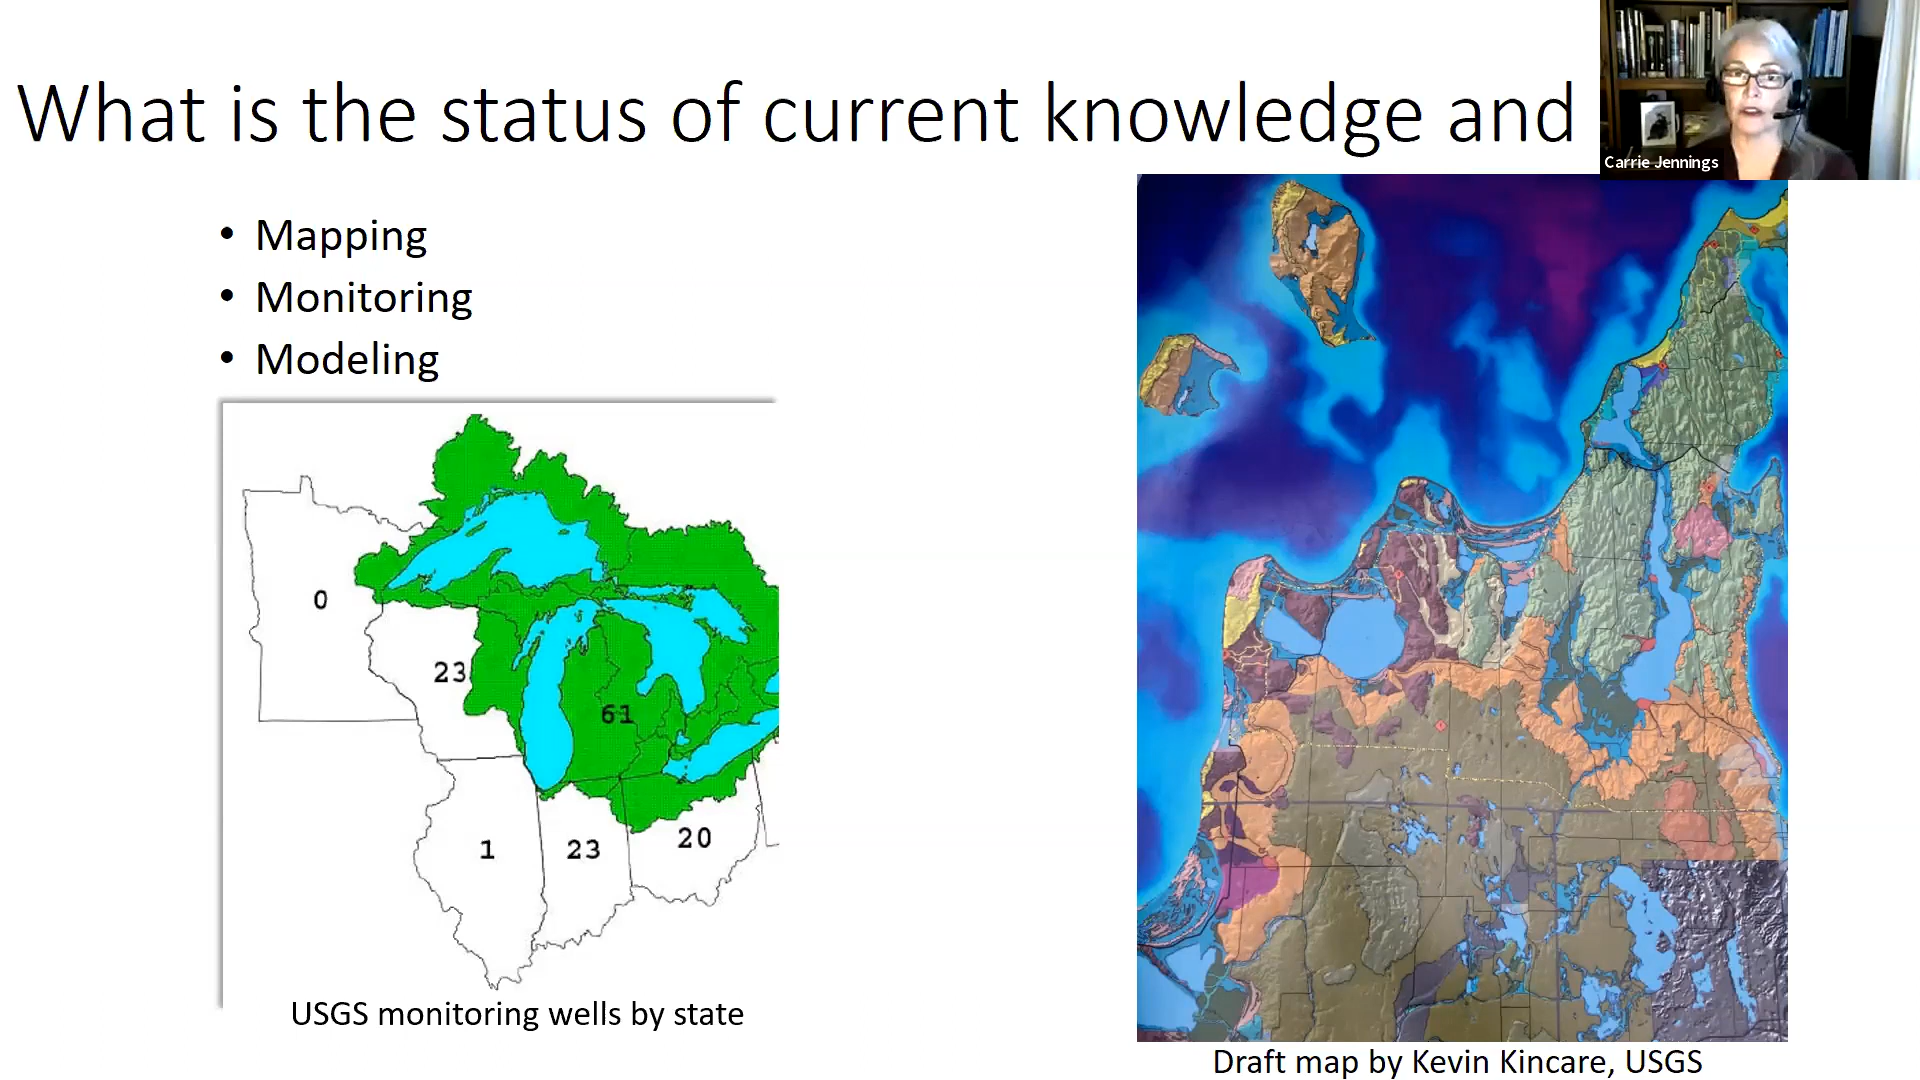 What is the status of current knowledge and
Carrie Jennings
• Mapping
• Monitoring
• Modeling
0
23
61
1
23
20
USGS monitoring wells by state
Draft map by Kevin Kincare, USGS